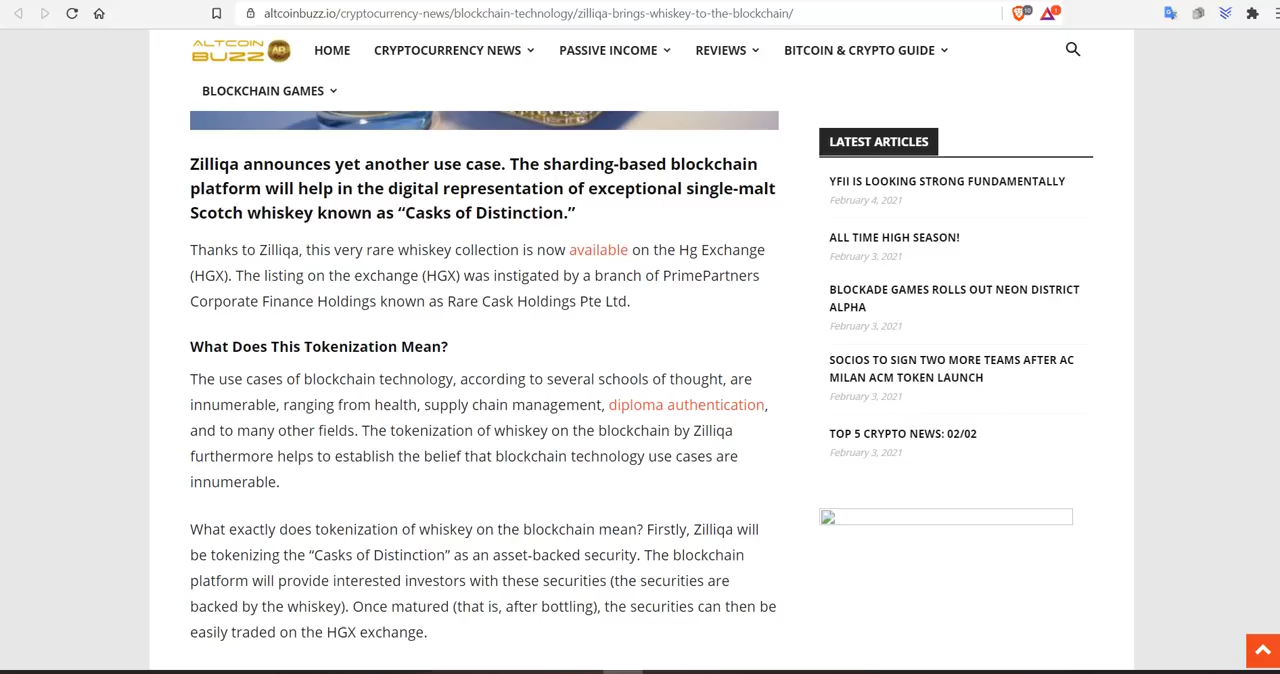 altcoinbuzz.io/cryptocurrency-news/blockchain-technology/zilliqa-brings-whiskey-to-the-blockchain/
10
1
ALTCOIN
BUZZ
AB
HOME
CRYPTOCURRENCY NEWS
PASSIVE INCOME
REVIEWS
BITCOIN & CRYPTO GUIDE
BLOCKCHAIN GAMES
Zilliqa announces yet another use case. The sharding-based blockchain
platform will help in the digital representation of exceptional single-malt
Scotch whiskey known as “Casks of Distinction.”
Thanks to Zilliqa, this very rare whiskey collection is now available on the Hg Exchange
(HGX). The listing on the exchange (HGX) was instigated by a branch of PrimePartners
Corporate Finance Holdings known as Rare Cask Holdings Pte Ltd.
What Does This Tokenization Mean?
The use cases of blockchain technology, according to several schools of thought, are
innumerable, ranging from health, supply chain management, diploma authentication,
and to many other fields. The tokenization of whiskey on the blockchain by Zilliqa
furthermore helps to establish the belief that blockchain technology use cases are
innumerable.
What exactly does tokenization of whiskey on the blockchain mean? Firstly, Zilliqa will
be tokenizing the “Casks of Distinction” as an asset-backed security. The blockchain
platform will provide interested investors with these securities (the securities are
backed by the whiskey). Once matured (that is, after bottling), the securities can then be
easily traded on the HGX exchange.
LATEST ARTICLES
YFII IS LOOKING STRONG FUNDAMENTALLY
February 4, 2021
ALL TIME HIGH SEASON!
February 3, 2021
BLOCKADE GAMES ROLLS OUT NEON DISTRICT
ALPHA
February 3, 2021
SOCIOS TO SIGN TWO MORE TEAMS AFTER AC
MILAN ACM TOKEN LAUNCH
February 3, 2021
TOP 5 CRYPTO NEWS: 02/02
February 3, 2021